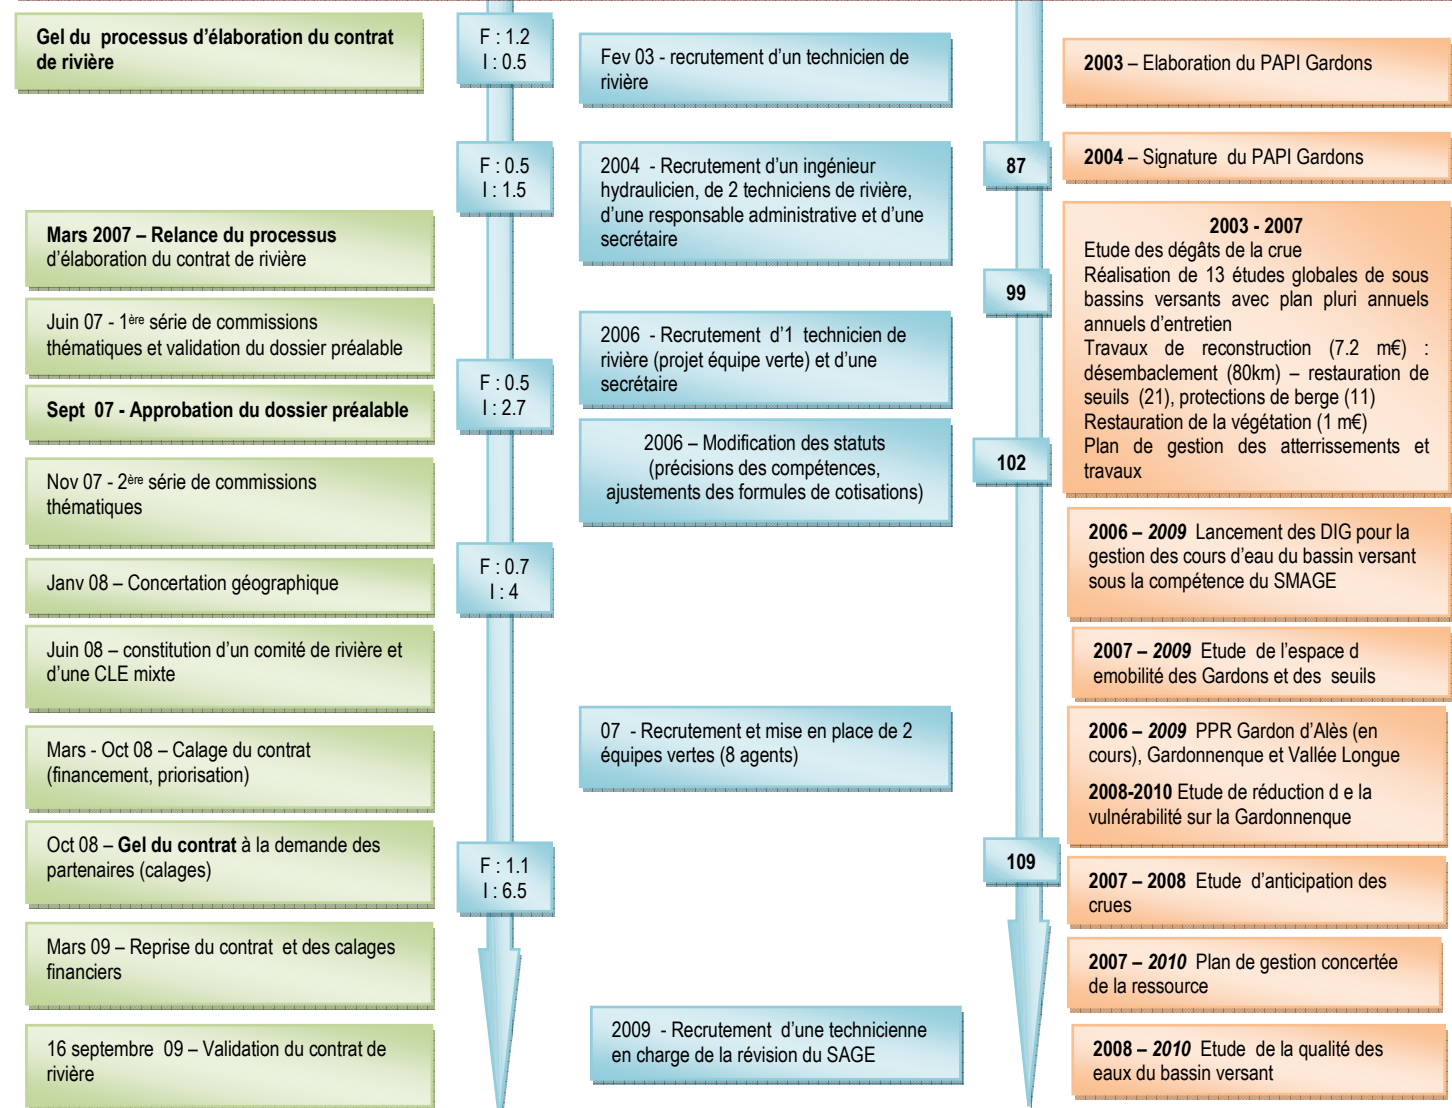 Gel du processus d'élaboration du contrat
de rivière
Mars 2007 – Relance du processus
d'élaboration du contrat de rivière
Juin 07 - 1ère série de commissions
thématiques et validation du dossier préalable
Sept 07 - Approbation du dossier préalable
Nov 07 - 2ère série de commissions
thématiques
Janv 08 – Concertation géographique
Juin 08 – constitution d'un comité de rivière et
d'une CLE mixte
Mars - Oct 08 – Calage du contrat
(financement, priorisation)
Oct 08 – Gel du contrat à la demande des
partenaires (calages)
Mars 09 – Reprise du contrat et des calages
financiers
16 septembre 09 – Validation du contrat de
rivière
F : 1.2
I : 0.5
F : 0.5
I : 1.5
F : 0.5
I : 2.7
F : 0.7
I : 4
F : 1.1
I : 6.5
Fev 03 - recrutement d'un technicien de
rivière
2004 - Recrutement d'un ingénieur
hydraulicien, de 2 techniciens de rivière,
d'une responsable administrative et d'une
secrétaire
2006 - Recrutement d'1 technicien de
rivière (projet équipe verte) et d'une
secrétaire
2006 – Modification des statuts
(précisions des compétences,
ajustements des formules de cotisations)
07 - Recrutement et mise en place de 2
équipes vertes (8 agents)
2009 - Recrutement d'une technicienne
en charge de la révision du SAGE
87
99
102
109
2003 – Elaboration du PAPI Gardons
2004 – Signature du PAPI Gardons
2003 - 2007
Etude des dégâts de la crue
Réalisation de 13 études globales de sous
bassins versants avec plan pluri annuels
annuels d'entretien
Travaux de reconstruction (7.2 m€) :
désembaclement (80km) – restauration de
seuils (21), protections de berge (11)
Restauration de la végétation (1 m€)
Plan de gestion des atterrissements et
travaux
2006 – 2009 Lancement des DIG pour la
gestion des cours d'eau du bassin versant
sous la compétence du SMAGE
2007 – 2009 Etude de l'espace d
emobilité des Gardons et des seuils
2006 – 2009 PPR Gardon d'Alès (en
cours), Gardonnenque et Vallée Longue
2008-2010 Etude de réduction d e la
vulnérabilité sur la Gardonnenque
2007 – 2008 Etude d'anticipation des
crues
2007 – 2010 Plan de gestion concertée
de la ressource
2008 – 2010 Etude de la qualité des
eaux du bassin versant